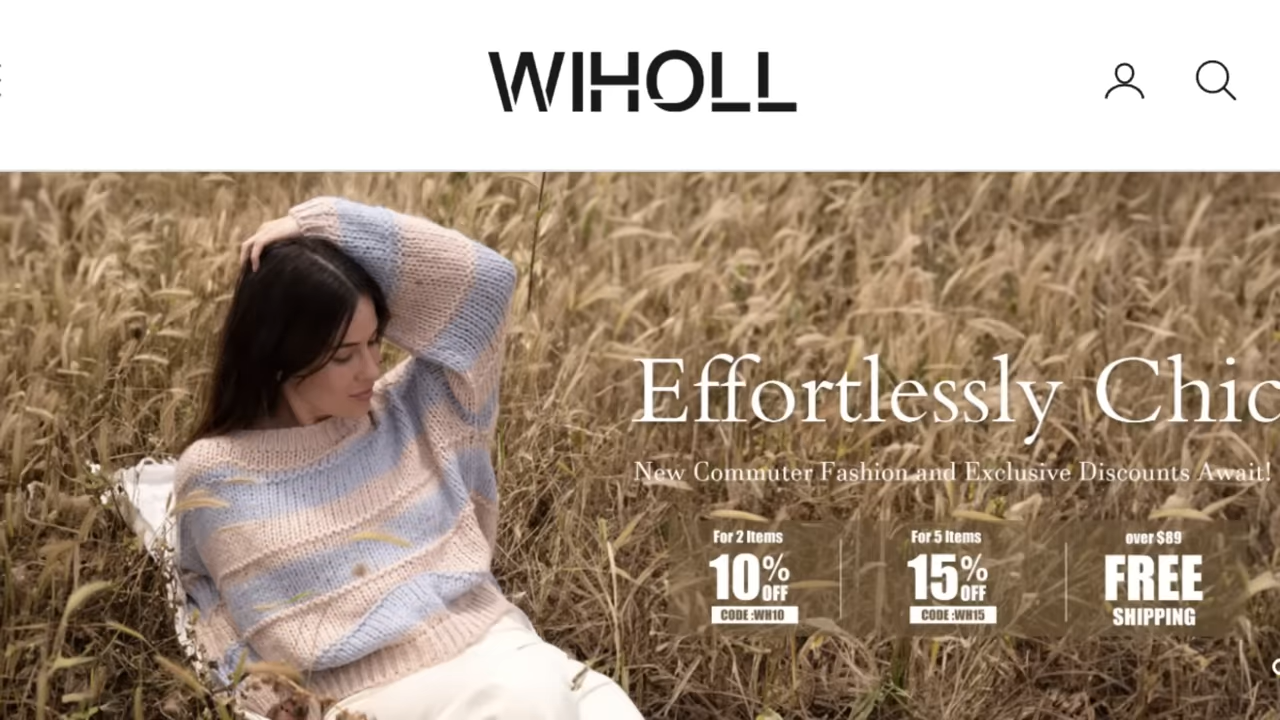 WIHOLL
Effortlessly Chic
New Commuter Fashion and Exclusive Discounts Await!
For 2 Items
10% OFF
CODE :WH10
For 5 Items
15% OFF
CODE :WH15
over $89
FREE
SHIPPING